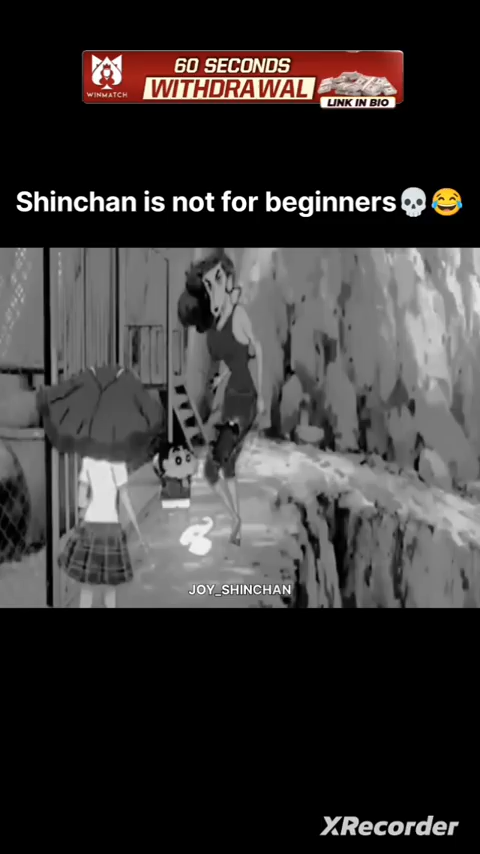 60 SECONDS
WITHDRAWAL
WINMATCH
LINK IN BIO
Shinchan is not for beginners💀😂
JOY_SHINCHAN
XRecorder